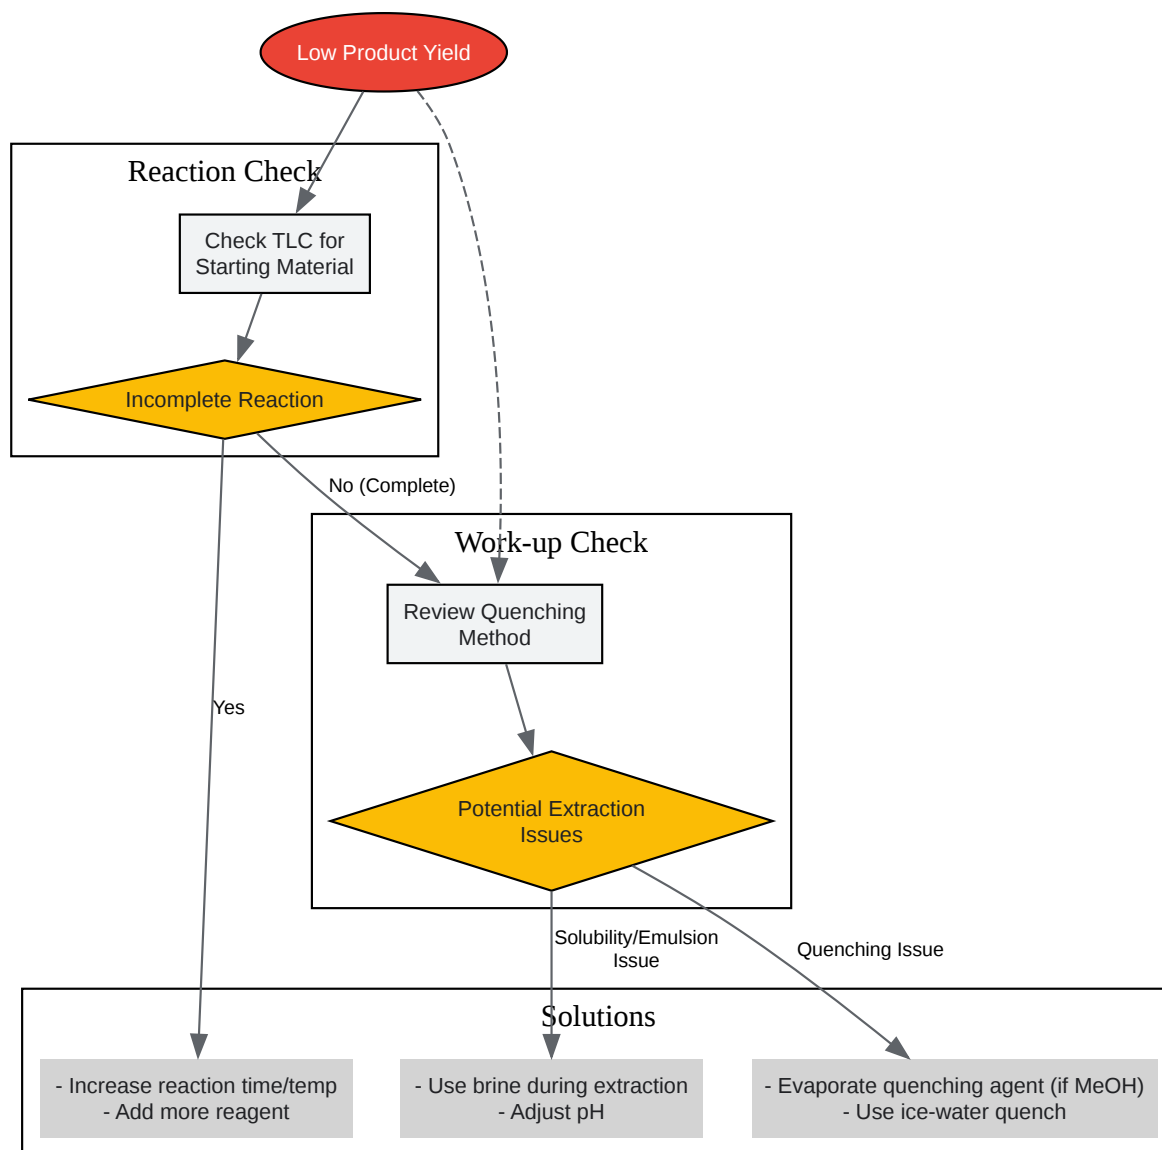 Low Product Yield
Reaction Check
Check TLC for
Starting Material
Incomplete Reaction
No (Complete)
Work-up Check
Review Quenching
Method
Yes
Potential Extraction
Issues
Solubility/Emulsion
Issue
Quenching Issue
Solutions
- Increase reaction time/temp
- Add more reagent
- Use brine during extraction
- Adjust pH
- Evaporate quenching agent (if MeOH)
- Use ice-water quench